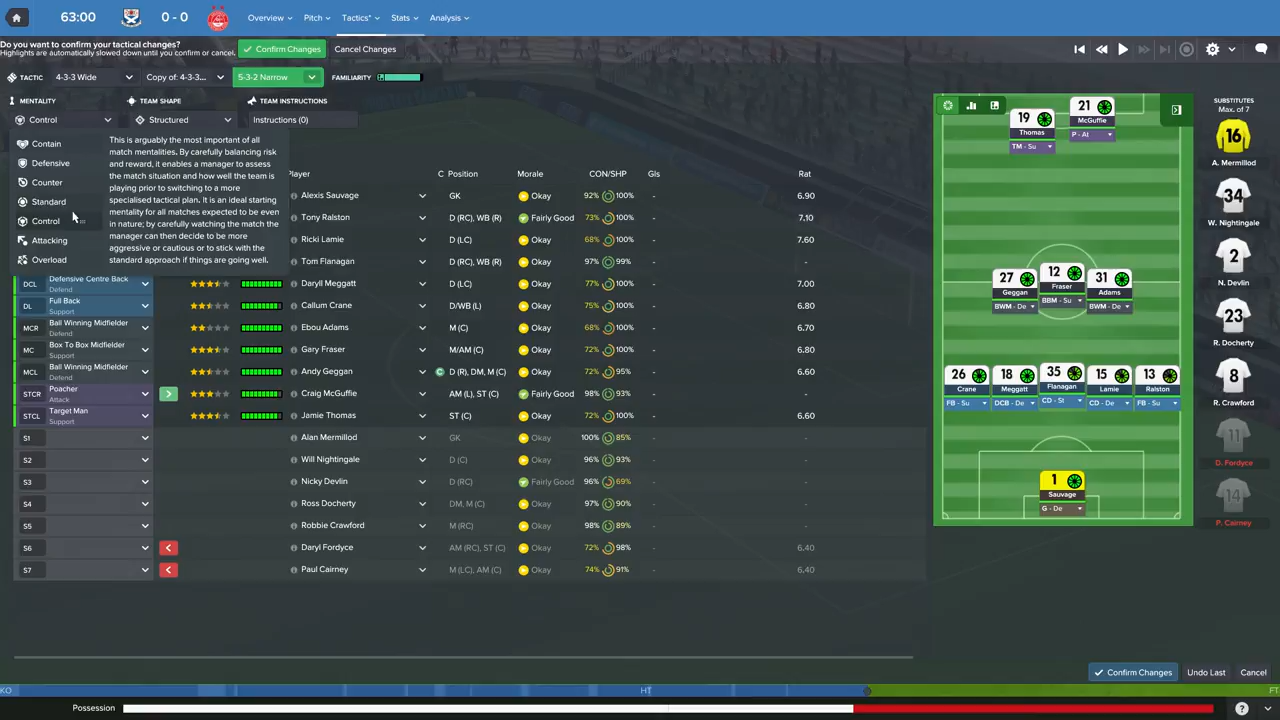 63:00 0 - 0 Overview Pitch Tactics* Stats Analysis
Do you want to confirm your tactical changes?
Highlights are automatically slowed down until you confirm or cancel.
Confirm Changes Cancel Changes
TACTIC 4-3-3 Wide Copy of: 4-3-3... 5-3-2 Narrow FAMILIARITY
MENTALITY TEAM SHAPE TEAM INSTRUCTIONS
Control Structured Instructions (0)
Contain
Defensive
Counter
Standard
Control
Attacking
Overload
This is arguably the most important of all
match mentalities. By carefully balancing risk
and reward, it enables a manager to assess
the match situation and how well the team is
playing prior to switching to a more
specialised tactical plan. It is an ideal starting
mentality for all matches expected to be even
in nature; by carefully watching the match the
manager can then decide to be more
aggressive or cautious or to stick with the
standard approach if things are going well.
Player C Position Morale CON/SHP Gls Rat
Alexis Sauvage GK Okay 92% 100% - 6.90
Tony Ralston D (RC), WB (R) Fairly Good 73% 100% - 7.10
Ricki Lamie D (LC) Okay 68% 100% - 7.60
Tom Flanagan D (RC), WB (R) Okay 97% 99% - -
DCL Defensive Centre Back Defend Daryll Meggatt D (LC) Okay 77% 100% - 7.00
DL Full Back Support Callum Crane D/WB (L) Okay 75% 100% - 6.80
MCR Ball Winning Midfielder Defend Ebou Adams M (C) Okay 68% 100% - 6.70
MC Box To Box Midfielder Support Gary Fraser M/AM (C) Okay 72% 100% - 6.80
MCL Ball Winning Midfielder Defend Andy Geggan C D (R), DM, M (C) Okay 72% 95% - 6.60
STCR Poacher Attack Craig McGuffie AM (L), ST (C) Fairly Good 98% 93% - -
STCL Target Man Support Jamie Thomas ST (C) Okay 72% 100% - 6.60
S1 Alan Mermillod GK Okay 100% 85% - -
S2 Will Nightingale D (C) Okay 96% 93% - -
S3 Nicky Devlin D (RC) Fairly Good 96% 69% - -
S4 Ross Docherty DM, M (C) Okay 97% 90% - -
S5 Robbie Crawford M (RC) Okay 98% 89% - -
S6 Daryl Fordyce AM (RC), ST (C) Okay 72% 98% - 6.40
S7 Paul Cairney M (LC), AM (C) Okay 74% 91% - 6.40
21
McGuffie
P - At
19
Thomas
TM - Su
27 12 31
Geggan Fraser Adams
BWM - De BBM - Su BWM - De
26 18 35 15 13
Crane Meggatt Flanagan Lamie Ralston
FB - Su DCB - De CD - St CD - De FB - Su
1
Sauvage
G - De
SUBSTITUTES
Max. of 7
16
A. Mermillod
34
W. Nightingale
2
N. Devlin
23
R. Docherty
8
R. Crawford
11
D. Fordyce
14
P. Cairney
Confirm Changes Undo Last Cancel
KO HT FT
Possession ?